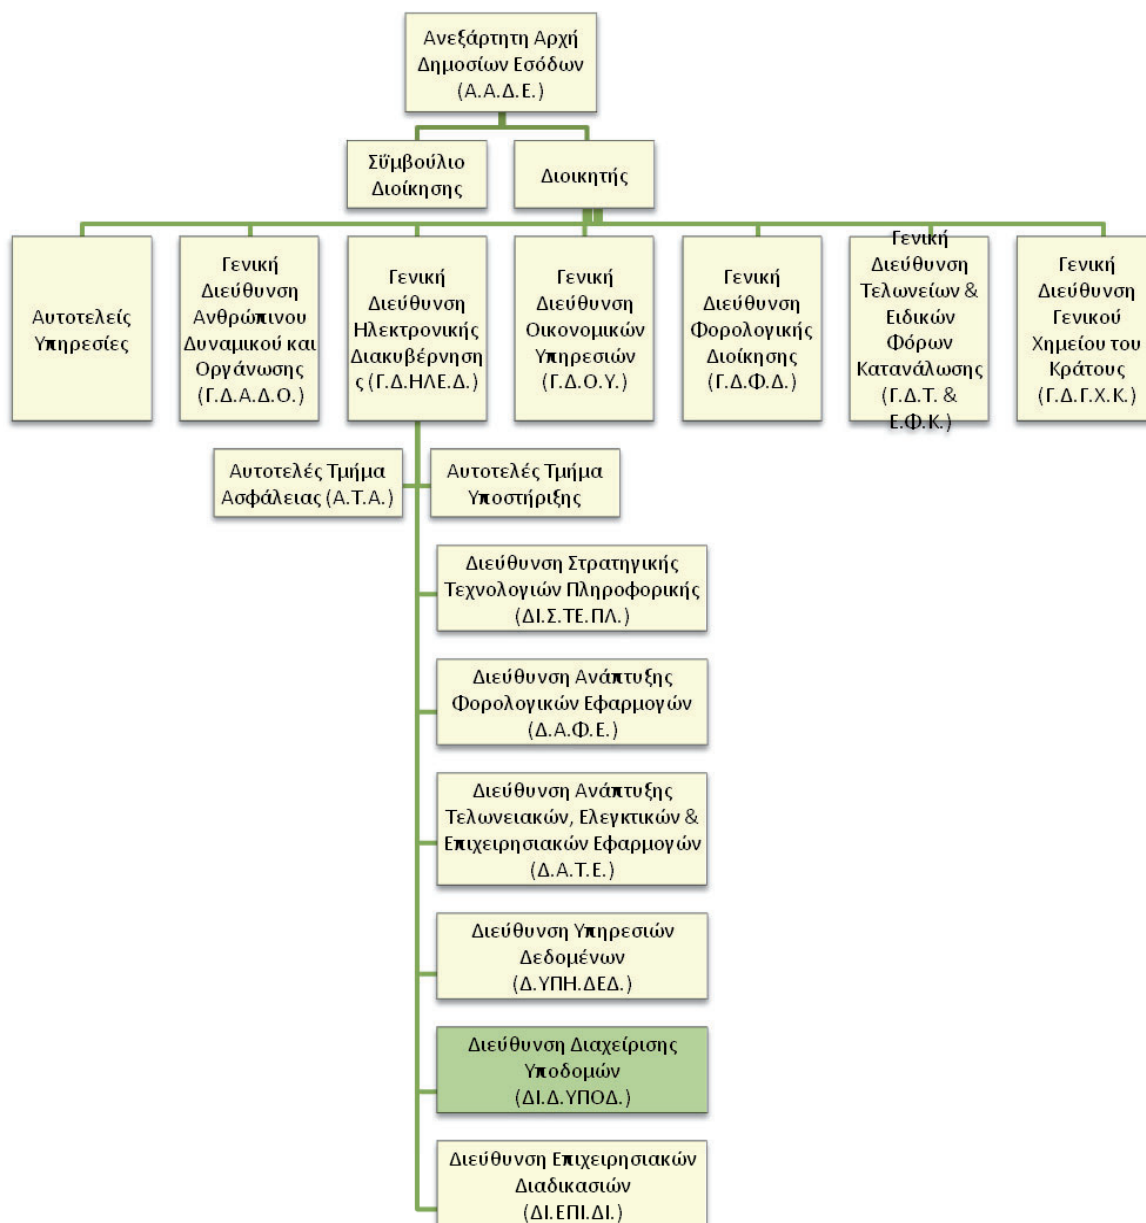 Ανεξάρτητη Αρχή
Δημοσίων Εσόδων
(Α.Α.Δ.Ε.)
Σΰμβούλιο
Διοίκησης
Διοικητής
Αυτοτελείς
Υπηρεσίες
Γενική
Διεύθυνση
Ανθρώπινου
Δυναμικού και
Οργάνωσης
(Γ.Δ.Α.Δ.Ο.)
Γενική
Διεύθυνση
Ηλεκτρονικής
Διακυβέρνηση
ς (Γ.Δ.ΗΛΕ.Δ.)
Γενική
Διεύθυνση
Οικονομικών
Υπηρεσιών
(Γ.Δ.Ο.Υ.)
Γενική
Διεύθυνση
Φορολογικής
Διοίκησης
(Γ.Δ.Φ.Δ.)
Γενική
Διεύθυνση
Τελωνείων &
Ειδικών
Φόρων
Κατανάλωσης
(Γ.Δ.Τ. &
Ε.Φ.Κ.)
Γενική
Διεύθυνση
Γενικού
Χημείου του
Κράτους
(Γ.Δ.Γ.Χ.Κ.)
Αυτοτελές Τμήμα
Ασφάλειας (Α.Τ.Α.)
Αυτοτελές Τμήμα
Υποστήριξης
Διεύθυνση Στρατηγικής
Τεχνολογιών Πληροφορικής
(ΔΙ.Σ.ΤΕ.ΠΛ.)
Διεύθυνση Ανάπτυξης
Φορολογικών Εφαρμογών
(Δ.Α.Φ.Ε.)
Διεύθυνση Ανάπτυξης
Τελωνειακών, Ελεγκτικών &
Επιχειρησιακών Εφαρμογών
(Δ.Α.Τ.Ε.)
Διεύθυνση Υπηρεσιών
Δεδομένων
(Δ.ΥΠΗ.ΔΕΔ.)
Διεύθυνση Διαχείρισης
Υποδομών
(ΔΙ.Δ.ΥΠΟΔ.)
Διεύθυνση Επιχειρησιακών
Διαδικασιών
(ΔΙ.ΕΠΙ.ΔΙ.)